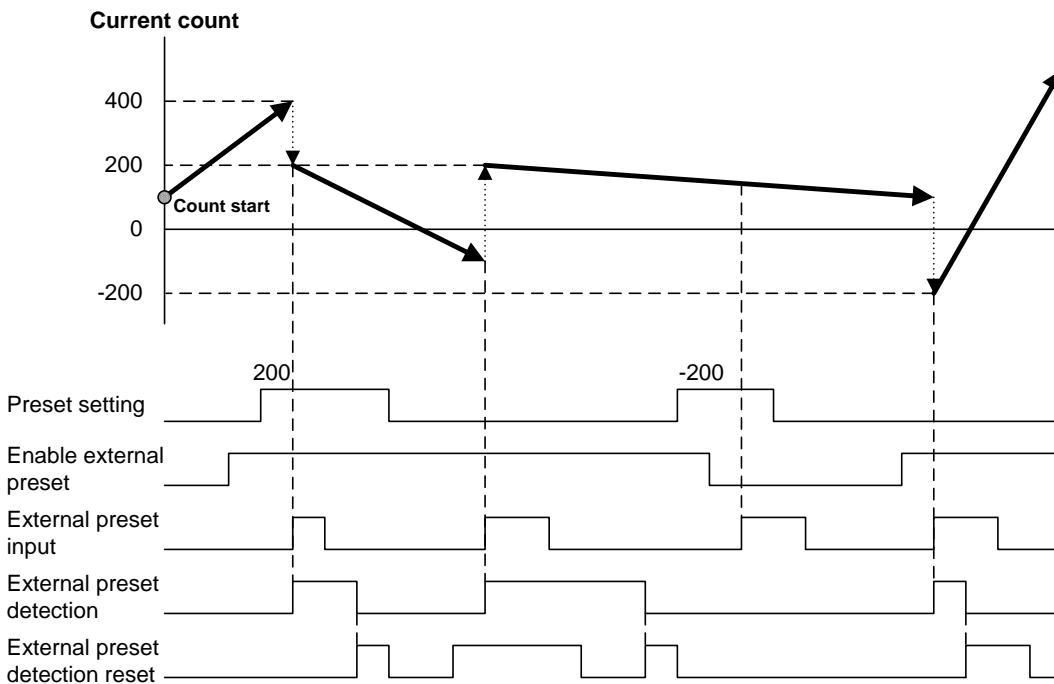 Current count
400
200
Count start
0
-200
200
-200
Preset setting
Enable external
preset
External preset
input
External preset
detection
External preset
detection reset